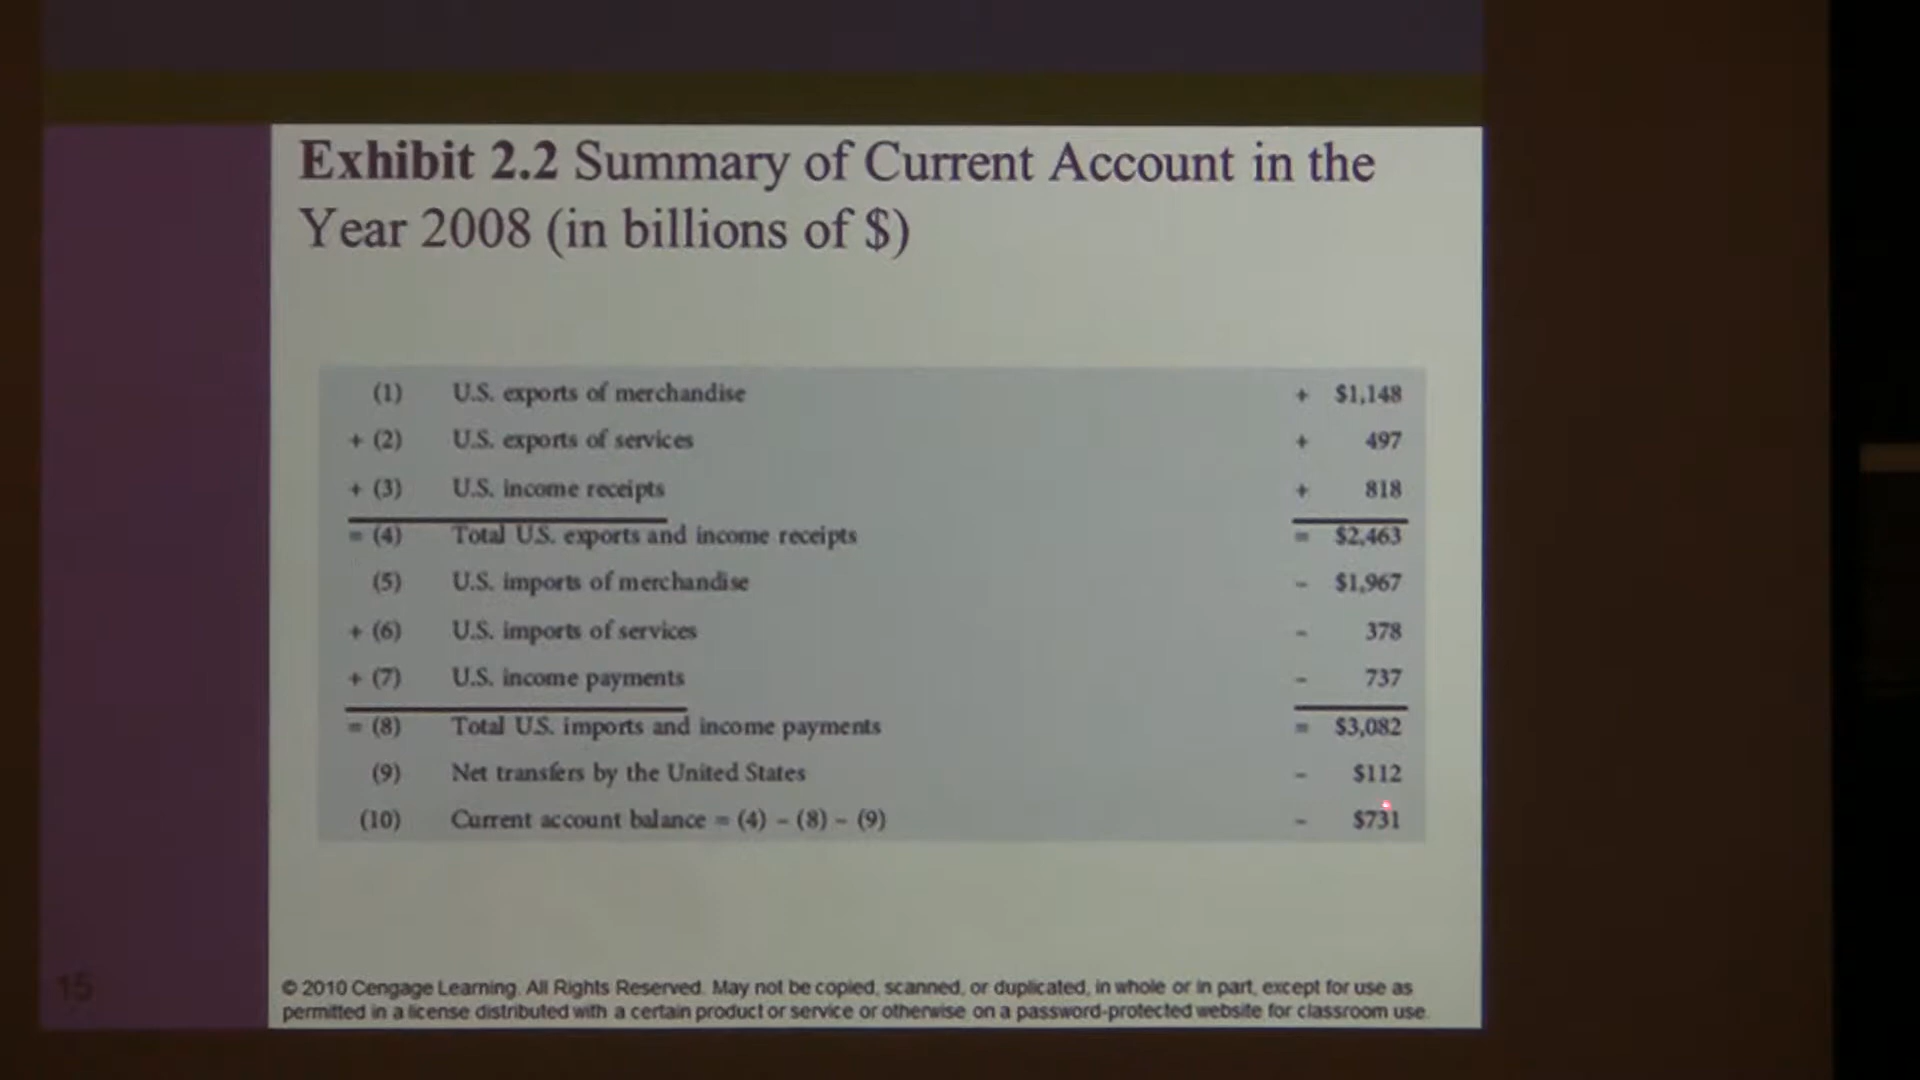 Exhibit 2.2 Summary of Current Account in the
Year 2008 (in billions of $)
(1) U.S. exports of merchandise + $1,148
+ (2) U.S. exports of services + 497
+ (3) U.S. income receipts + 818
= (4) Total U.S. exports and income receipts = $2,463
(5) U.S. imports of merchandise - $1,967
+ (6) U.S. imports of services - 378
+ (7) U.S. income payments - 737
= (8) Total U.S. imports and income payments = $3,082
(9) Net transfers by the United States - $112
(10) Current account balance = (4) - (8) - (9) - $731
15
© 2010 Cengage Learning. All Rights Reserved. May not be copied, scanned, or duplicated, in whole or in part, except for use as
permitted in a license distributed with a certain product or service or otherwise on a password-protected website for classroom use.